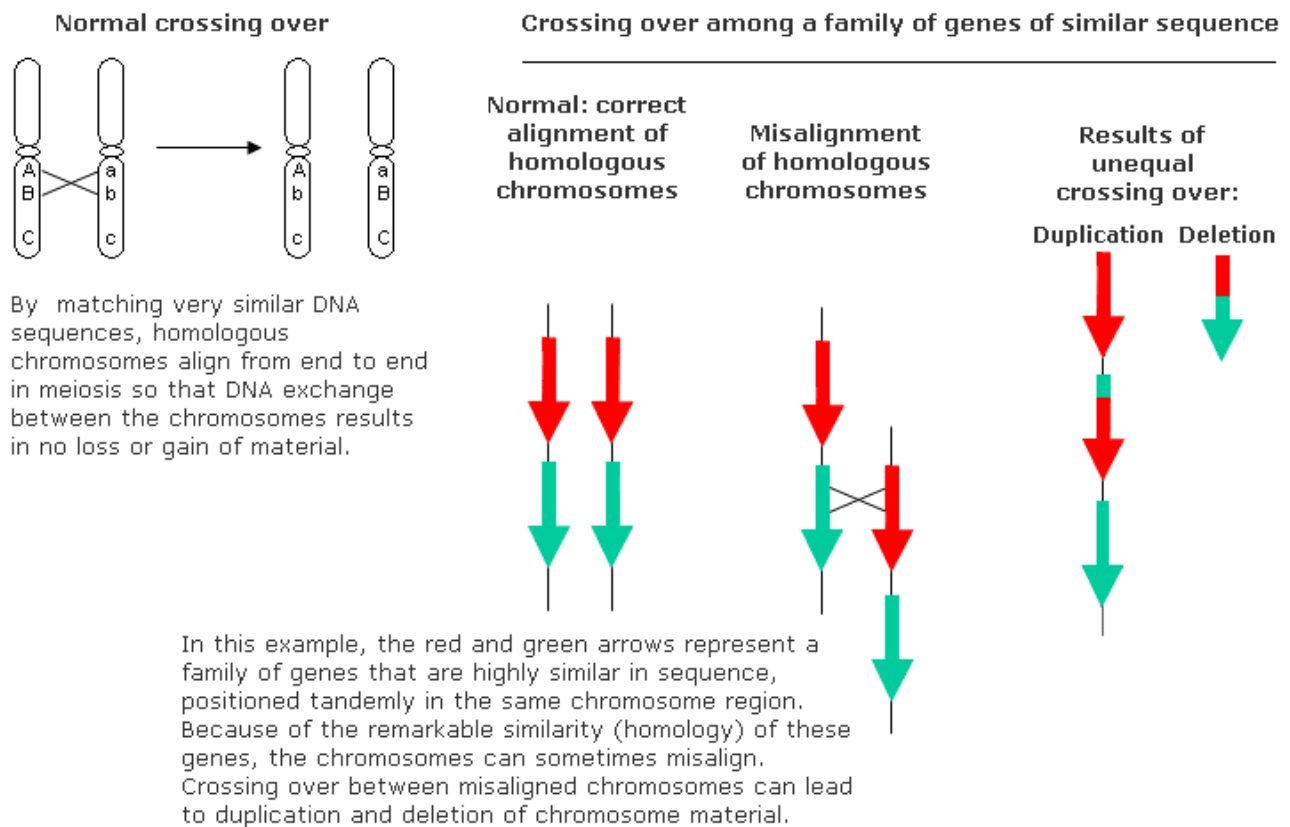 Normal crossing over
A
B
C
a
b
c
A
b
c
a
B
C
By matching very similar DNA
sequences, homologous
chromosomes align from end to end
in meiosis so that DNA exchange
between the chromosomes results
in no loss or gain of material.
Crossing over among a family of genes of similar sequence
Normal: correct
alignment of
homologous
chromosomes
Misalignment
of homologous
chromosomes
Results of
unequal
crossing over:
Duplication Deletion
In this example, the red and green arrows represent a
family of genes that are highly similar in sequence,
positioned tandemly in the same chromosome region.
Because of the remarkable similarity (homology) of these
genes, the chromosomes can sometimes misalign.
Crossing over between misaligned chromosomes can lead
to duplication and deletion of chromosome material.